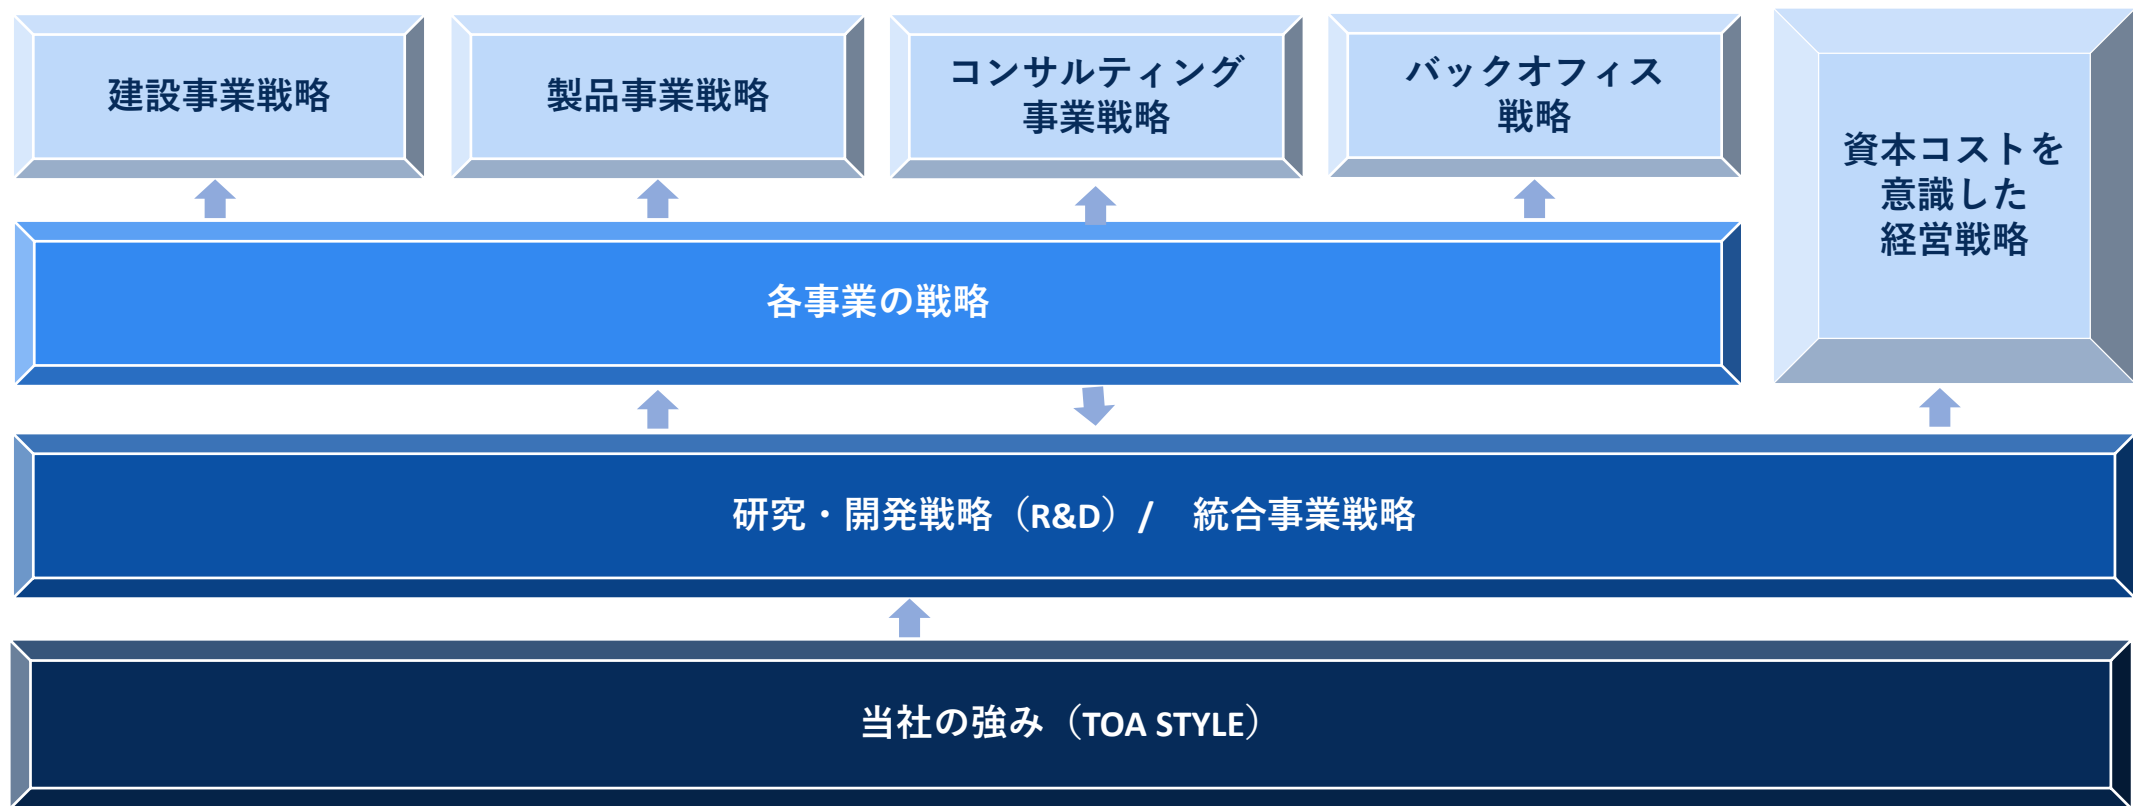 建設事業戦略
製品事業戦略
コンサルティング
事業戦略
バックオフィス
戦略
資本コストを
意識した
経営戦略
各事業の戦略
研究・開発戦略（R&D）/　統合事業戦略
当社の強み（TOA STYLE）